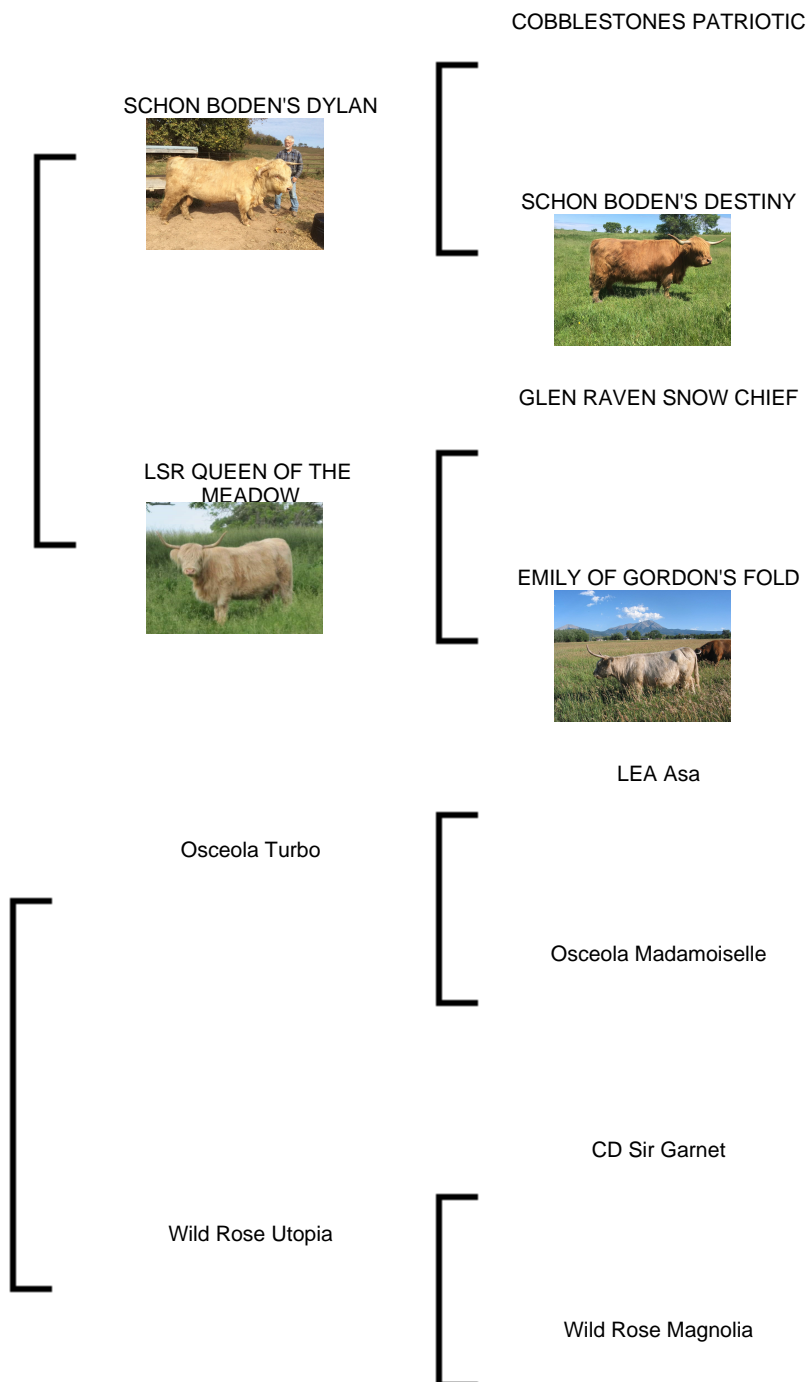 COBBLESTONES PATRIOTIC
SCHON BODEN'S DYLAN
SCHON BODEN'S DESTINY
GLEN RAVEN SNOW CHIEF
LSR QUEEN OF THE
MEADOW
EMILY OF GORDON'S FOLD
LEA Asa
Osceola Turbo
Osceola Madamoiselle
CD Sir Garnet
Wild Rose Utopia
Wild Rose Magnolia